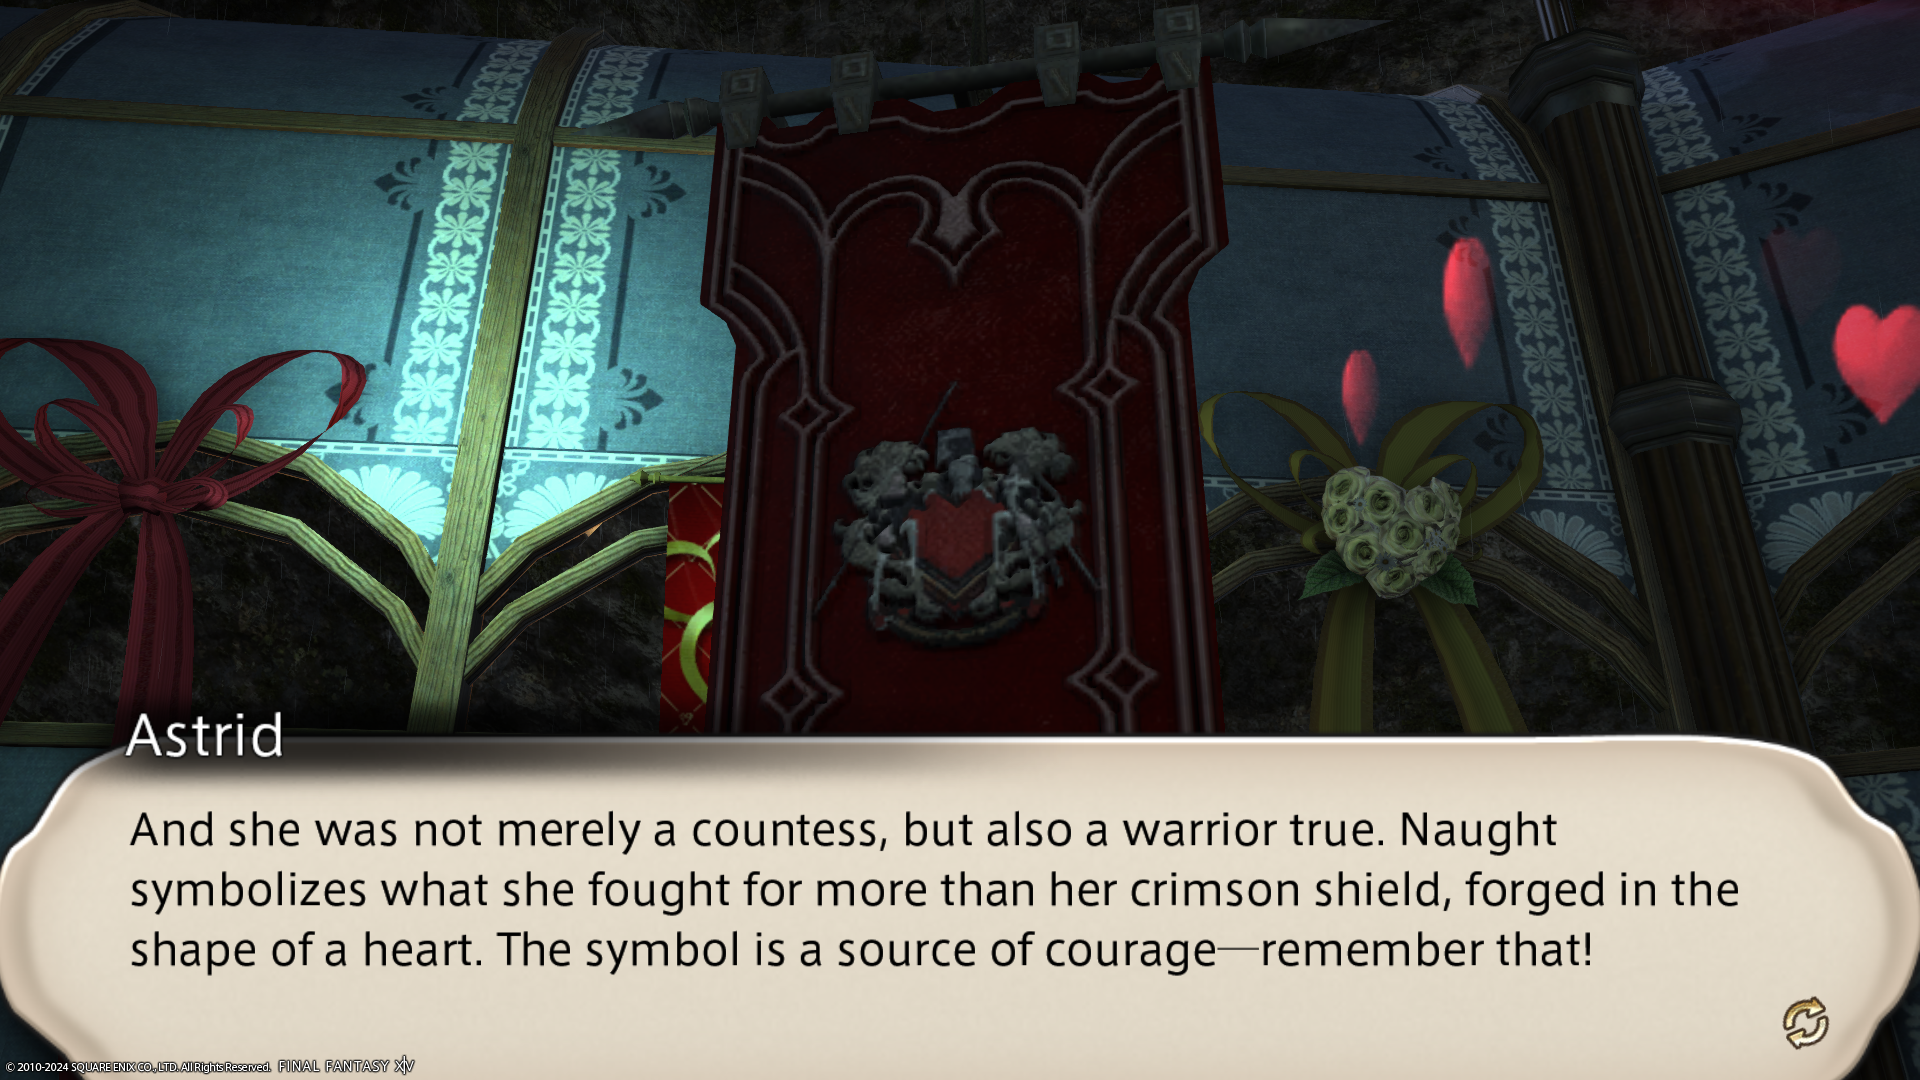 Astrid
And she was not merely a countess, but also a warrior true. Naught
symbolizes what she fought for more than her crimson shield, forged in the
shape of a heart. The symbol is a source of courage—remember that!
© 2010-2024 SQUARE ENIX CO., LTD. All Rights Reserved. FINAL FANTASY XIV